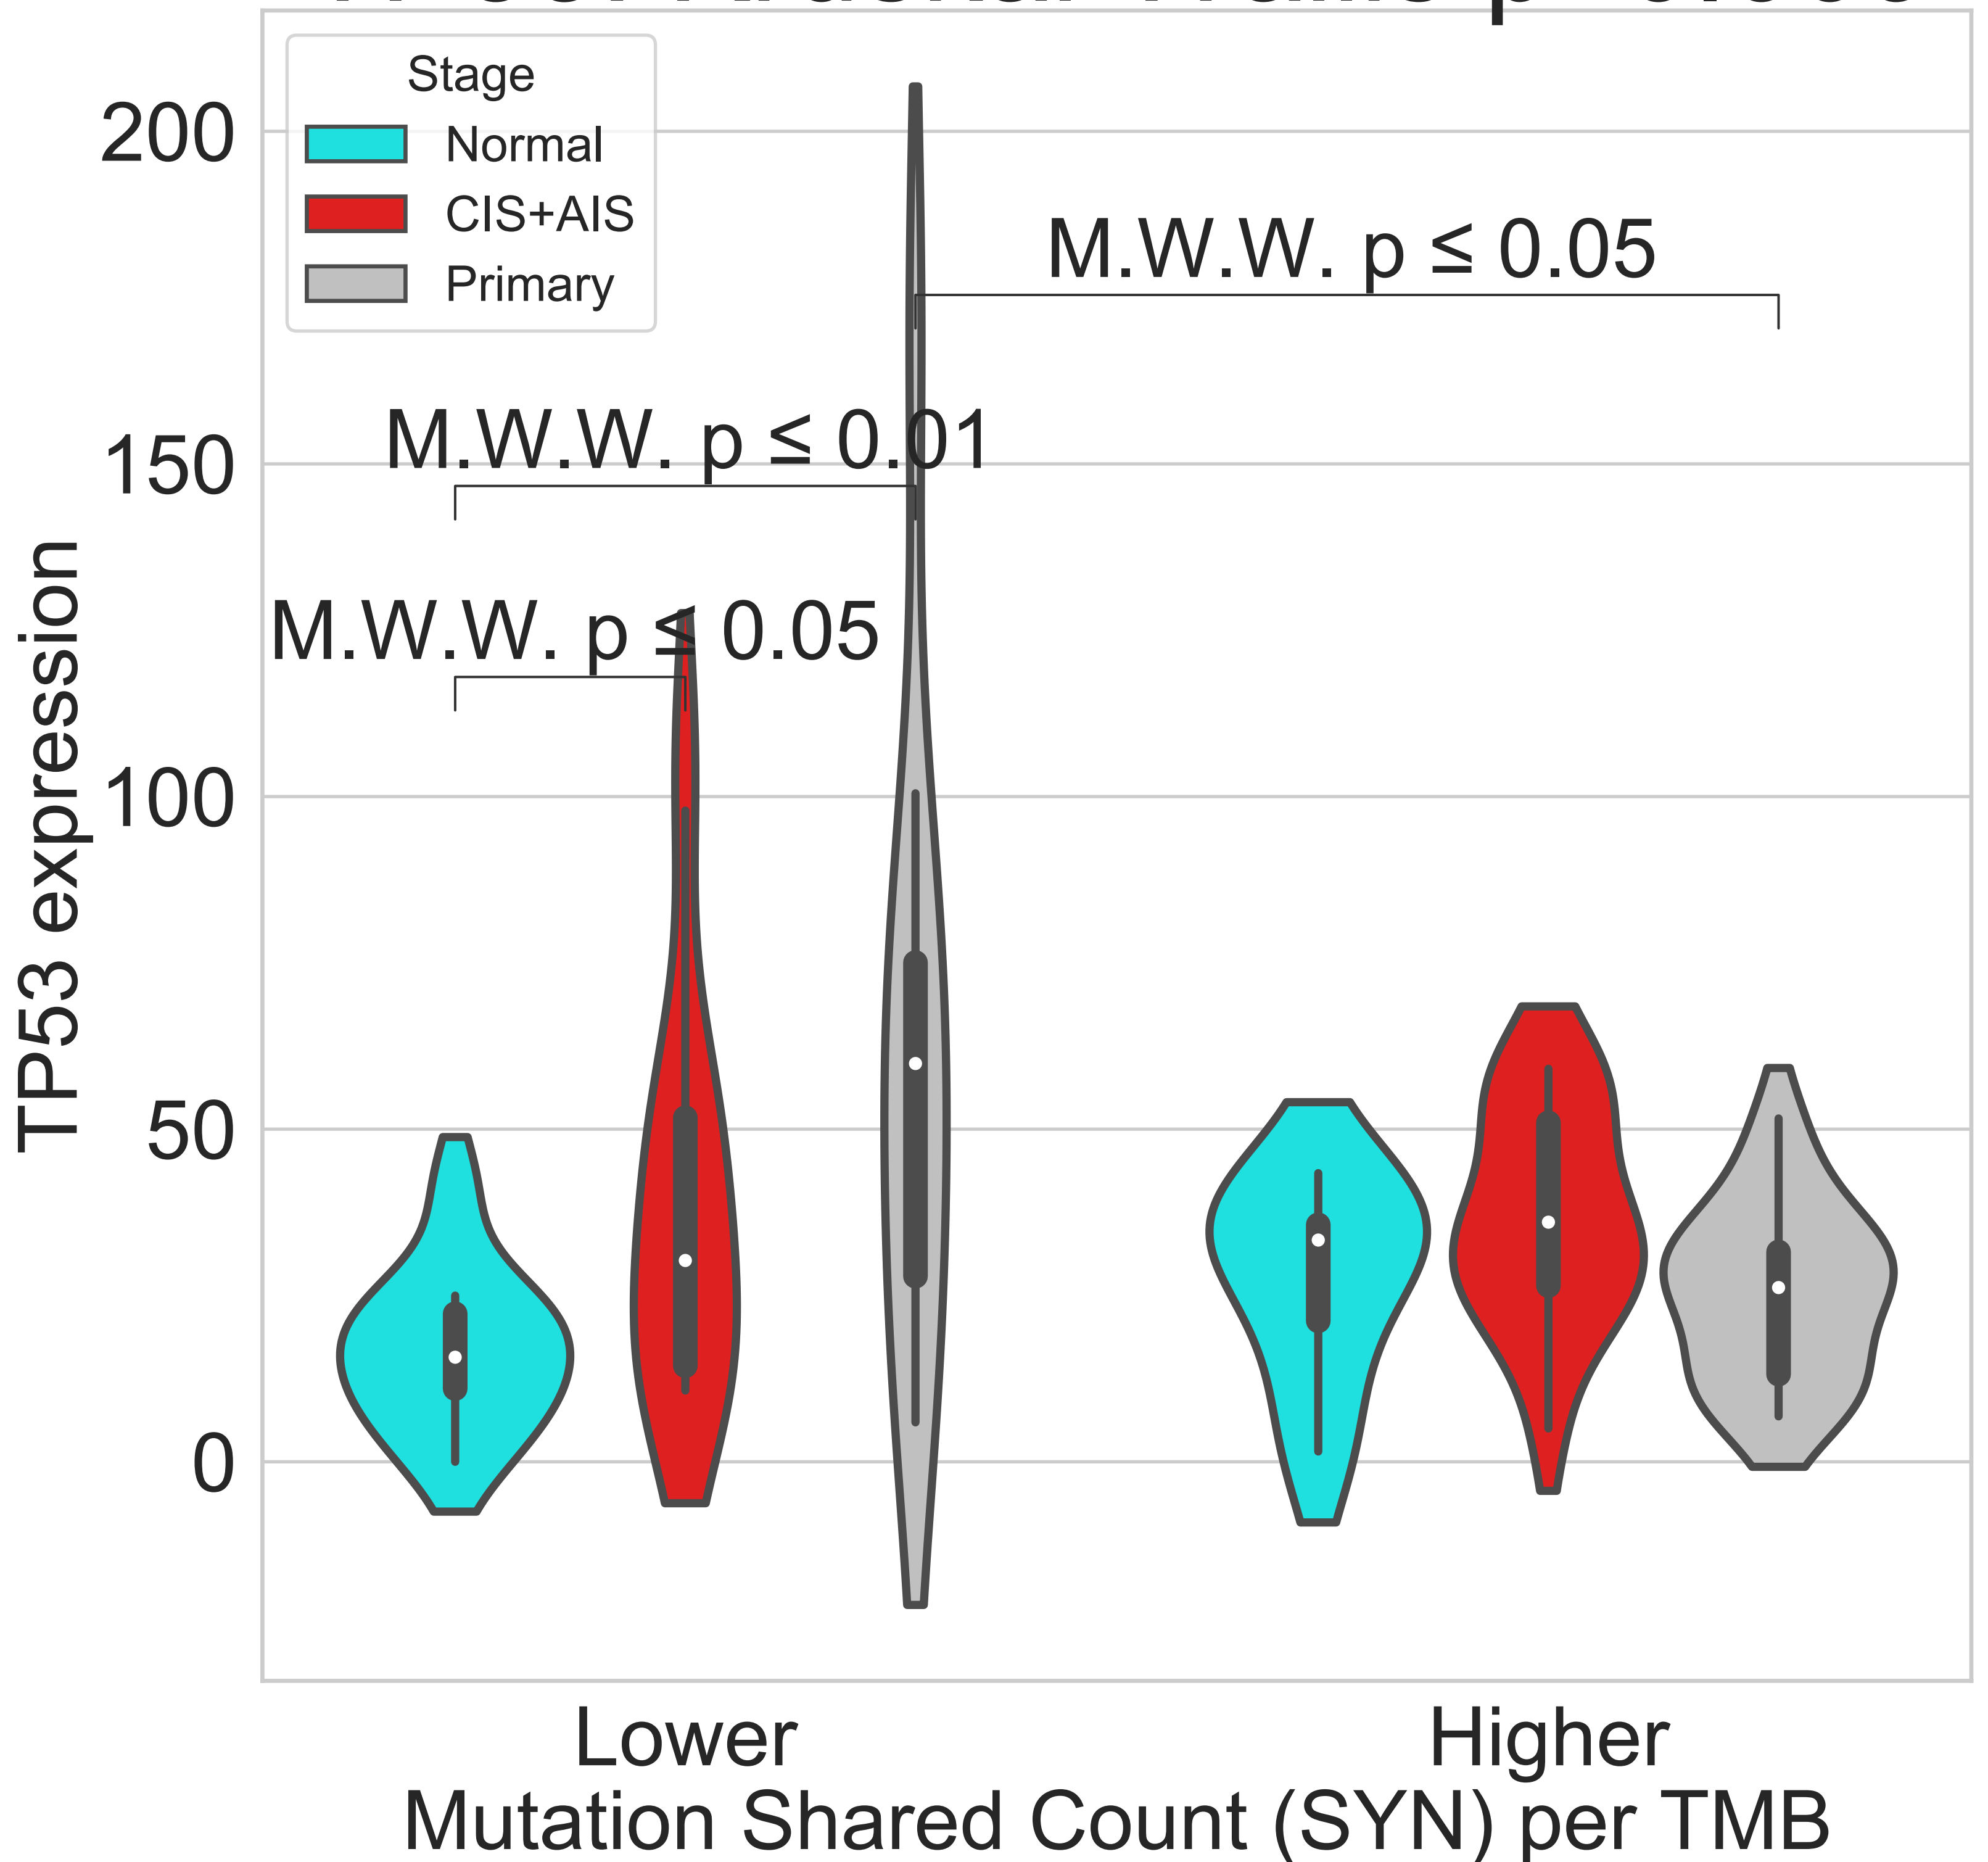 Stage
Normal
CIS+AIS
Primary
200
150
100
50
0
TP53 expression
M.W.W. p ≤ 0.05
M.W.W. p ≤ 0.01
M.W.W. p ≤ 0.05
Lower
Higher
Mutation Shared Count (SYN) per TMB